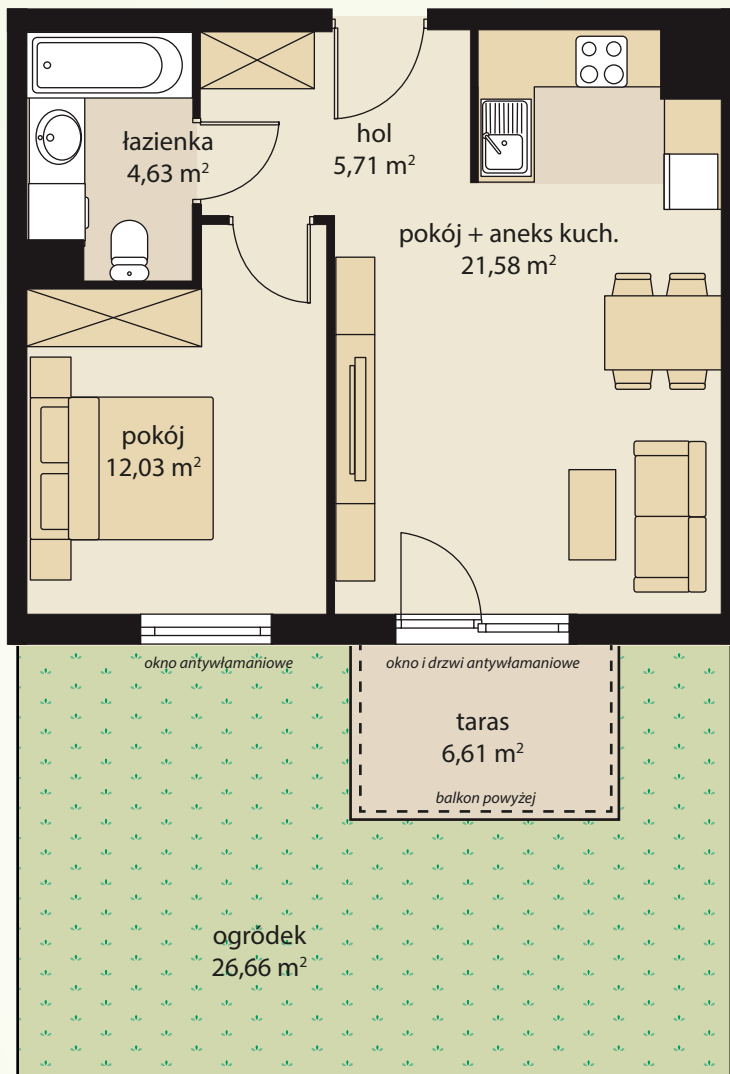 łazienka
4,63 m²
hol
5,71 m²
pokój + aneks kuch.
21,58 m²
pokój
12,03 m²
okno antywłamaniowe
okno i drzwi antywłamaniowe
taras
6,61 m²
balkon powyżej
ogródek
26,66 m²